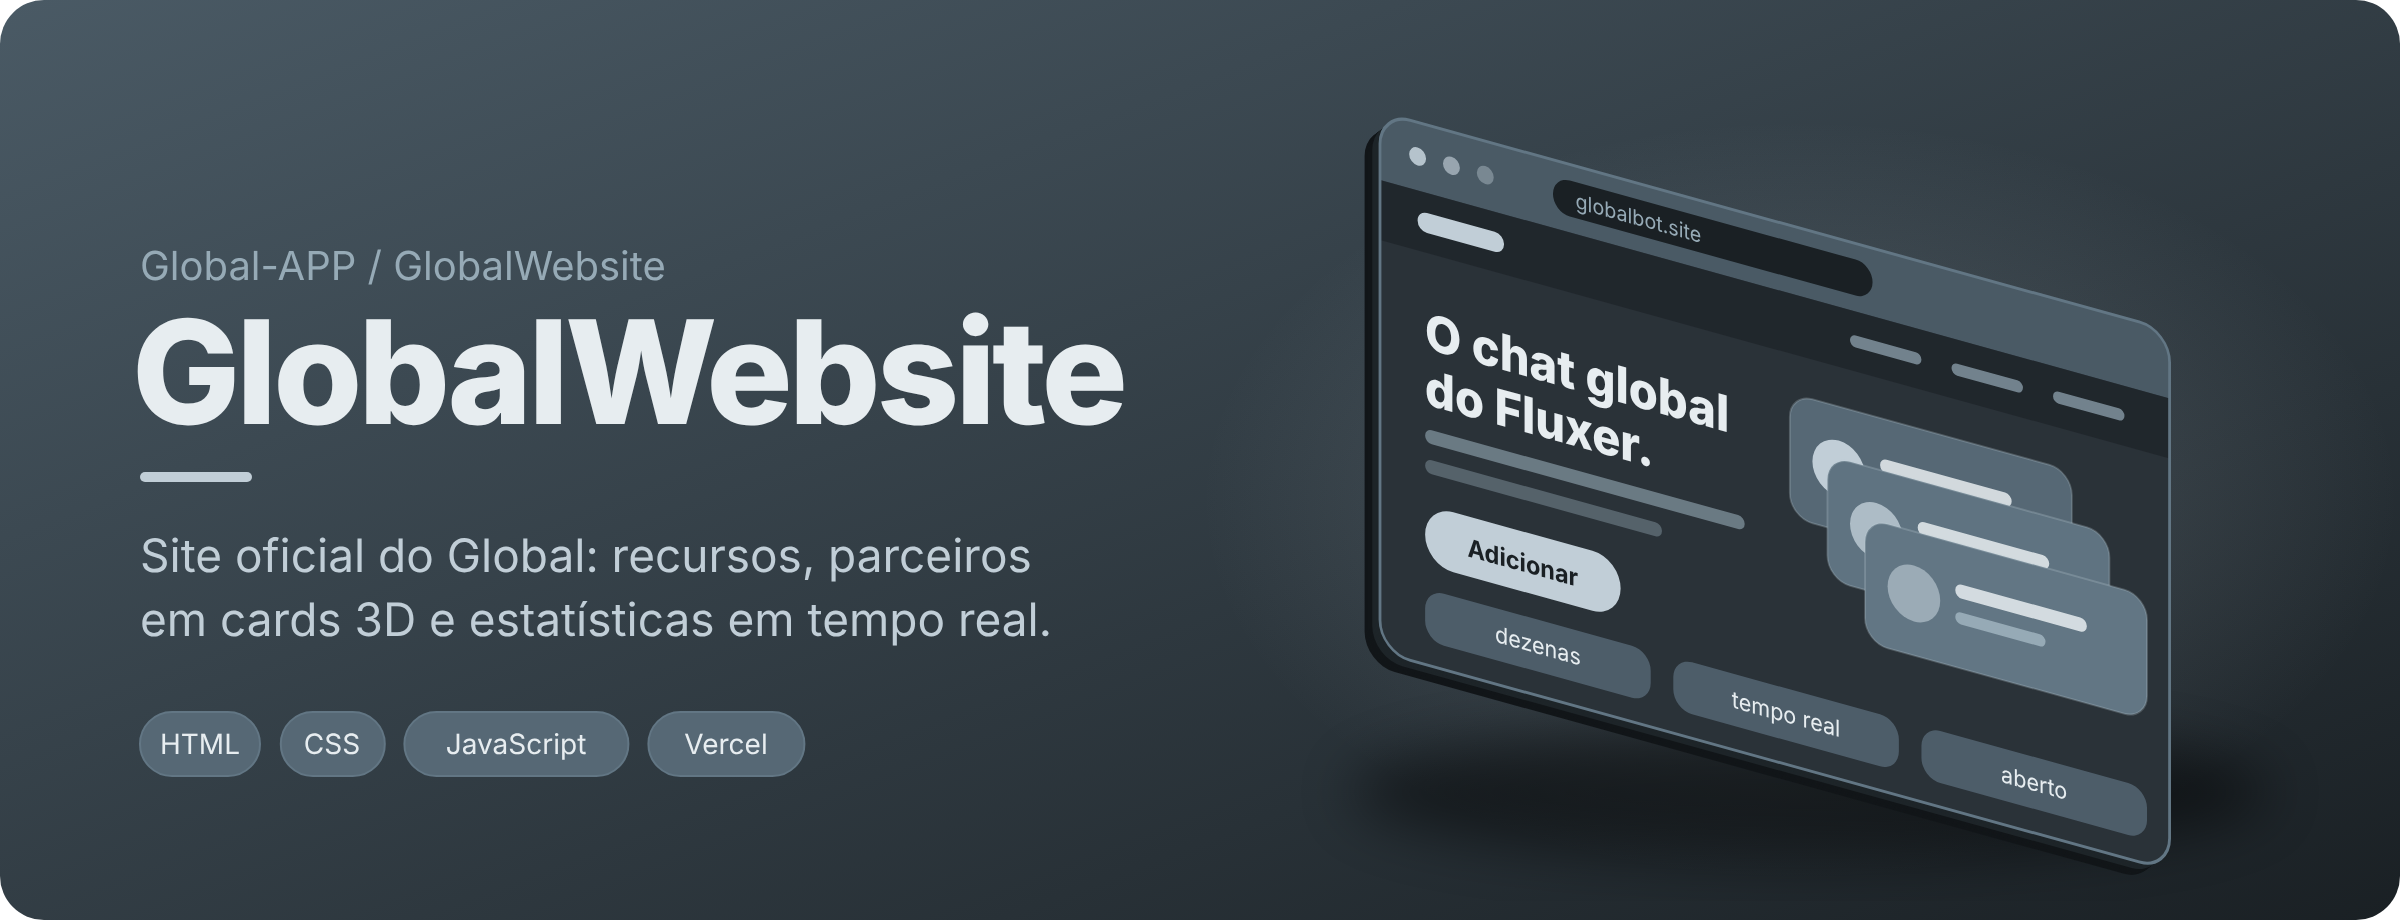 Global-APP / GlobalWebsite
GlobalWebsite
Site oficial do Global: recursos, parceiros
em cards 3D e estatísticas em tempo real.
HTML
CSS
JavaScript
Vercel
globalbot.site
O chat global
do Fluxer.
Adicionar
dezenas
tempo real
aberto